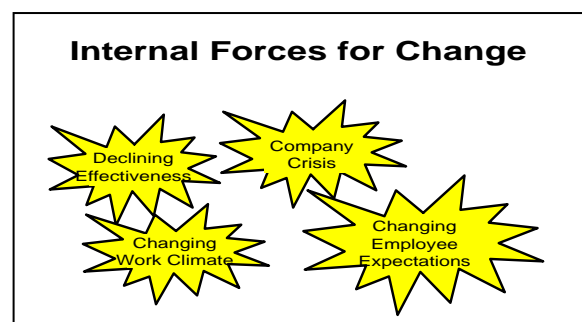 Internal Forces for Change
Declining
Effectiveness
Company
Crisis
Changing
Work Climate
Changing
Employee
Expectations